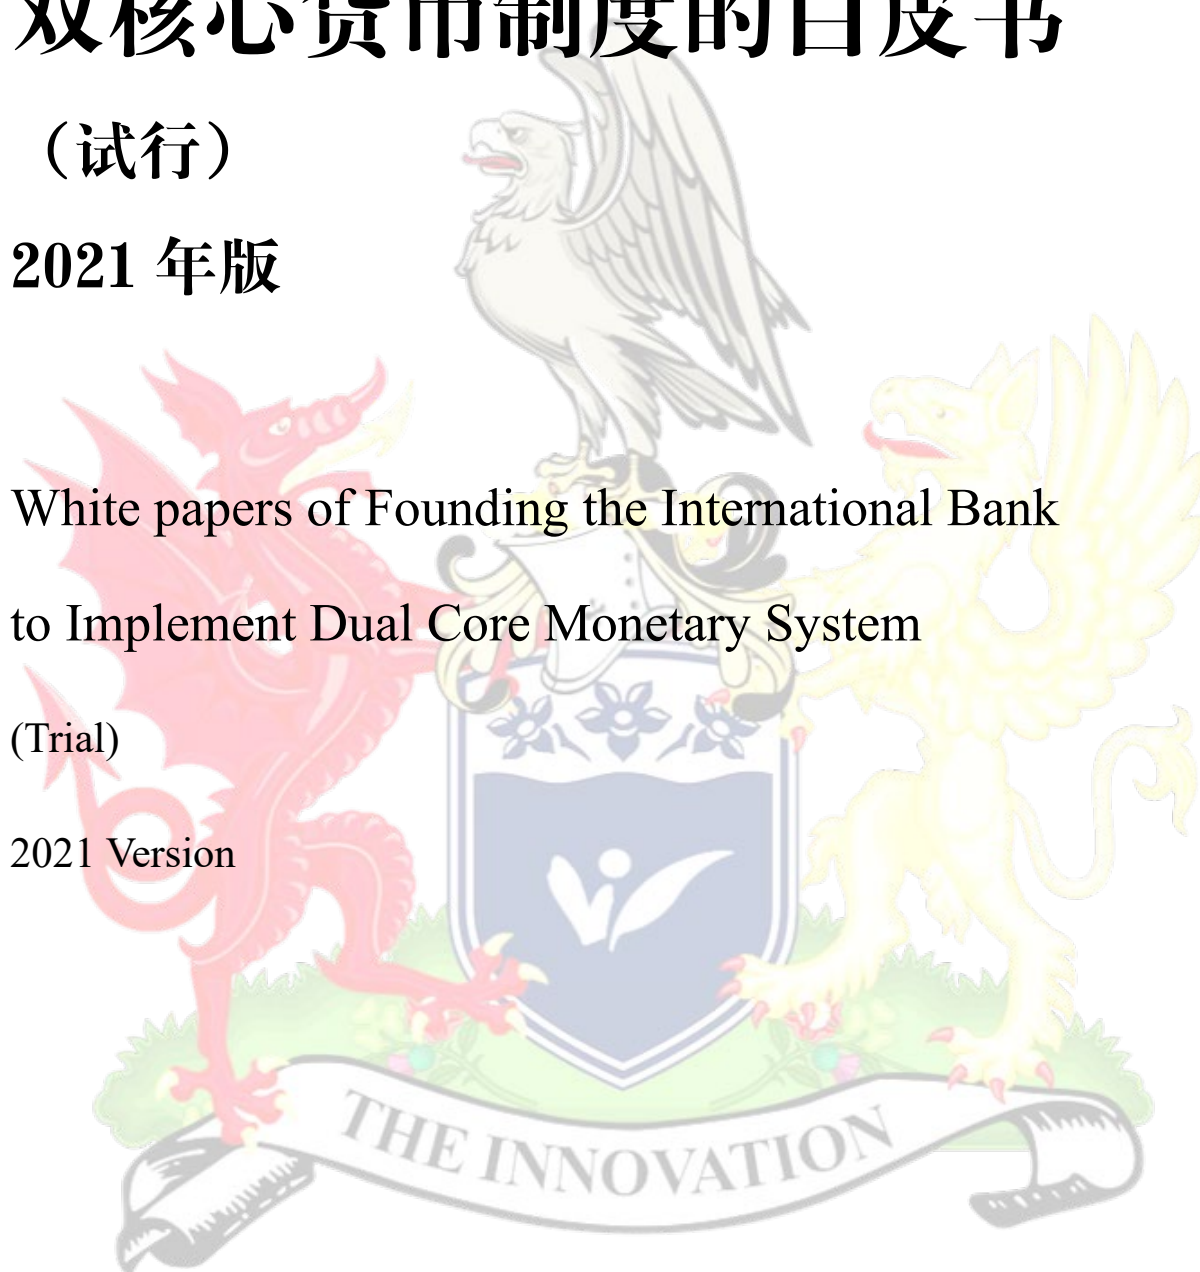 双核心货币制度的白皮书
（试行）
2021 年版
White papers of Founding the International Bank
to Implement Dual Core Monetary System
(Trial)
2021 Version
THE INNOVATION